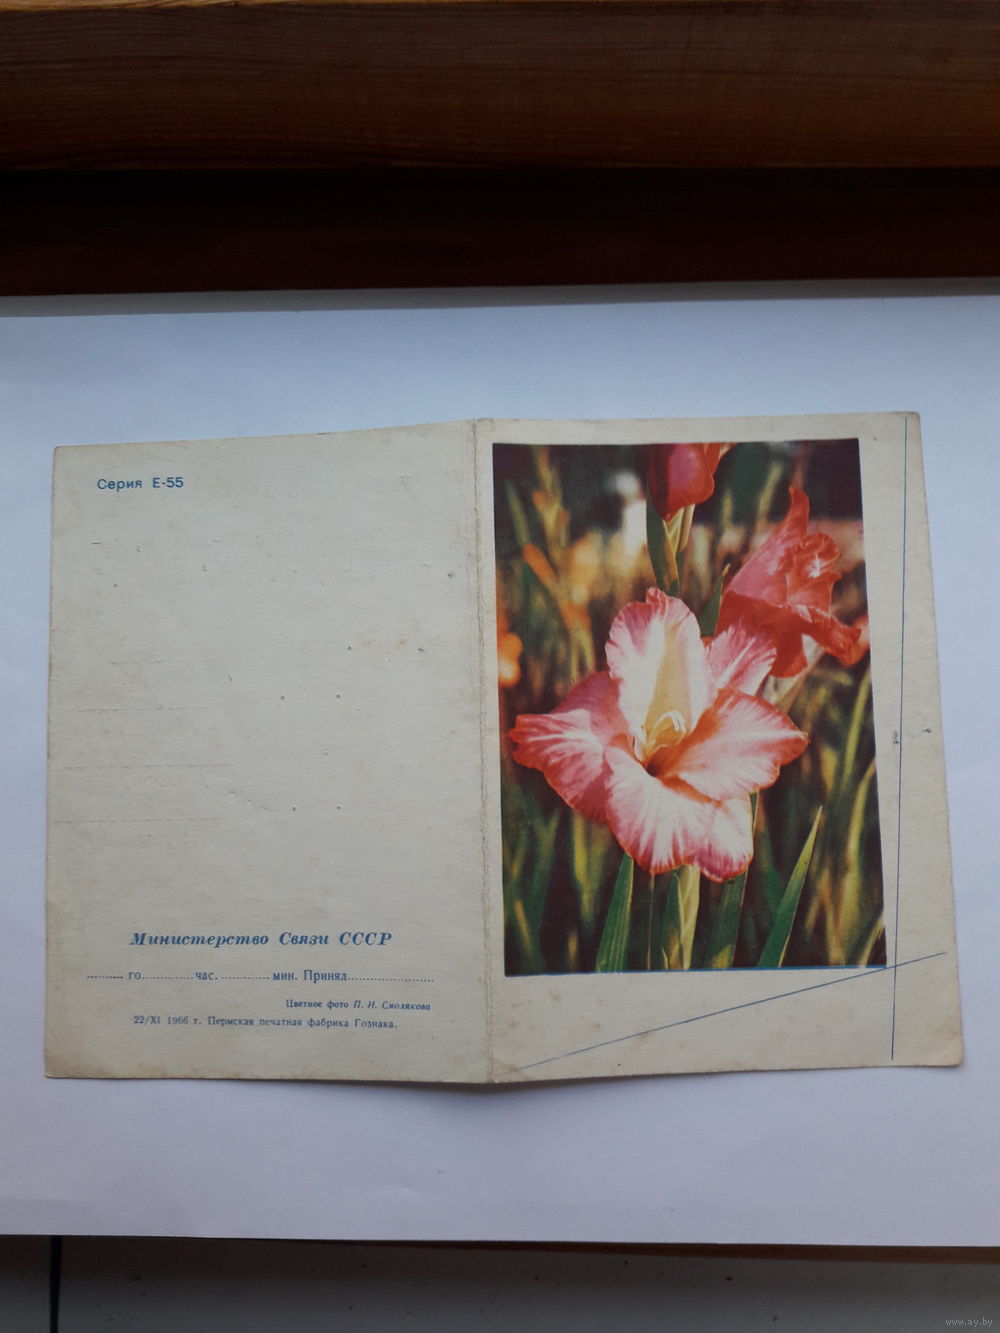 Серия Е-55
Министерство Связи СССР
......... го............. час. ............. мин. Принял......................
Цветное фото П. И. Смолякова
22/XI 1966 г. Пермская печатная фабрика Гознака.
www.ay.by